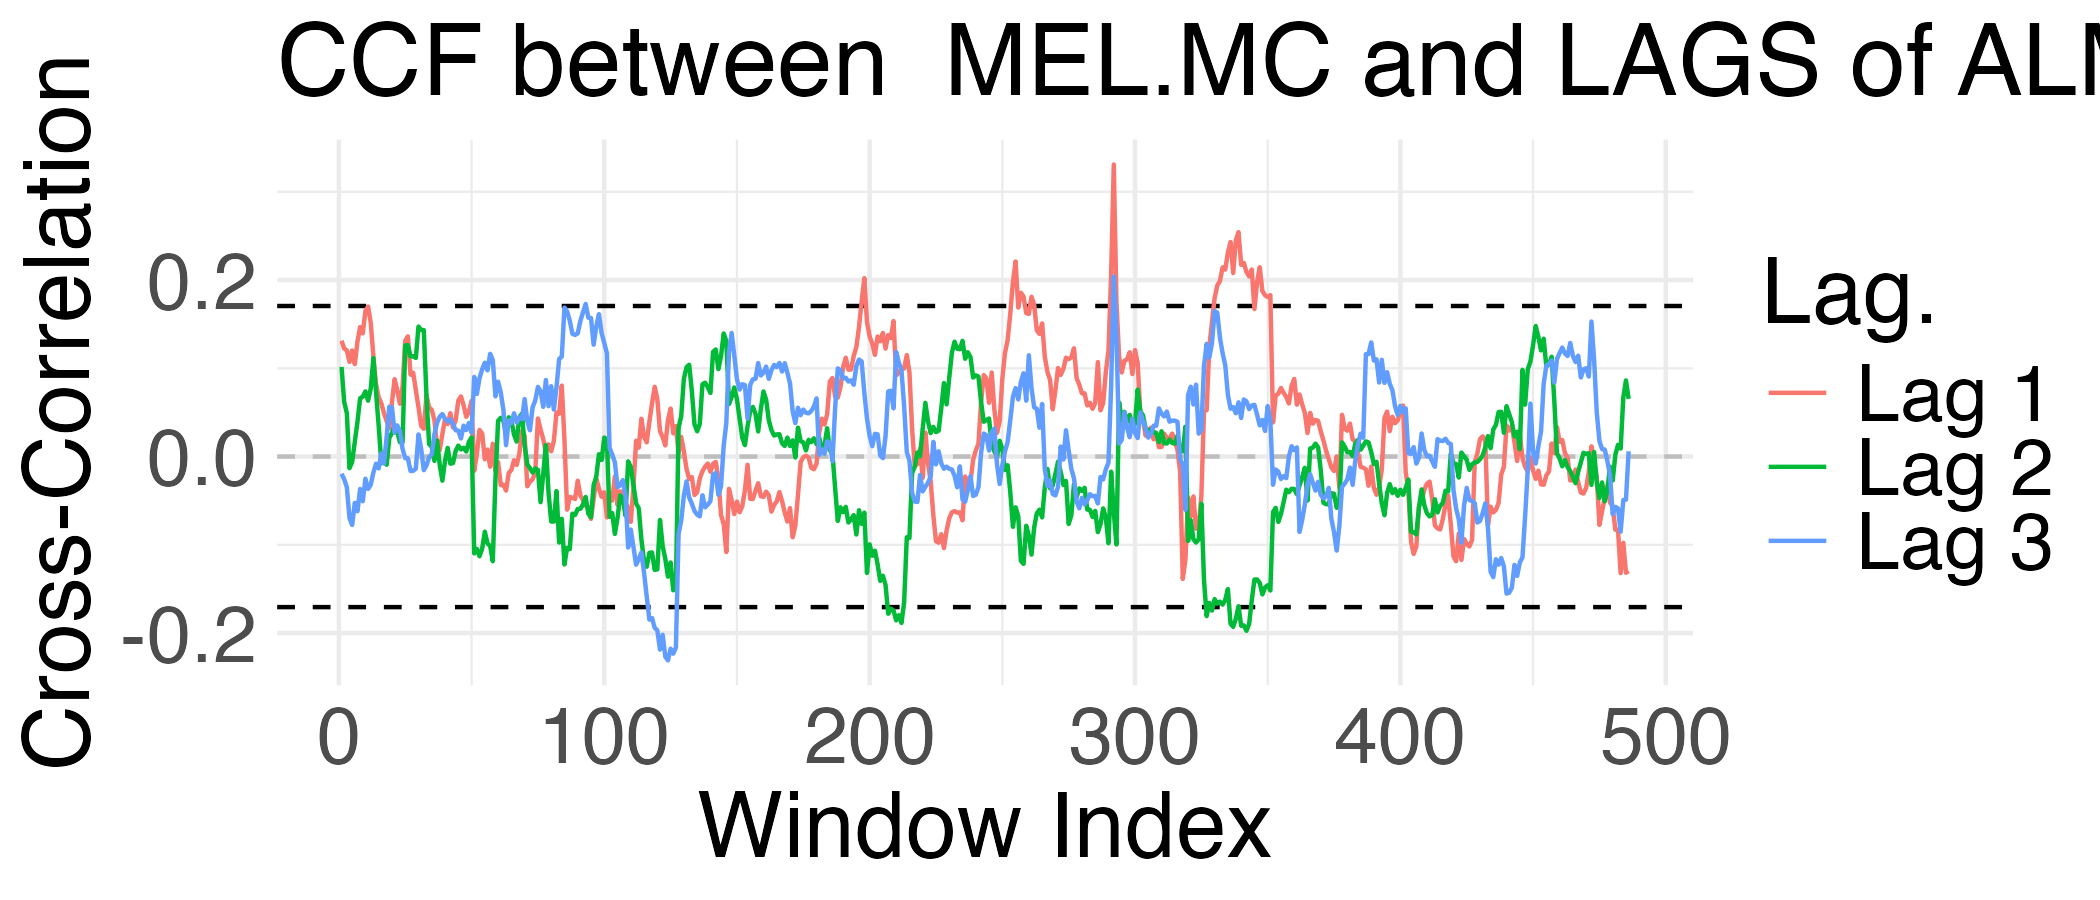 CCF between MEL.MC and LAGS of
Cross-Correlation
0.2
0.0
-0.2
0 100 200 300 400 500
Window Index
Lag.
Lag 1
Lag 2
Lag 3